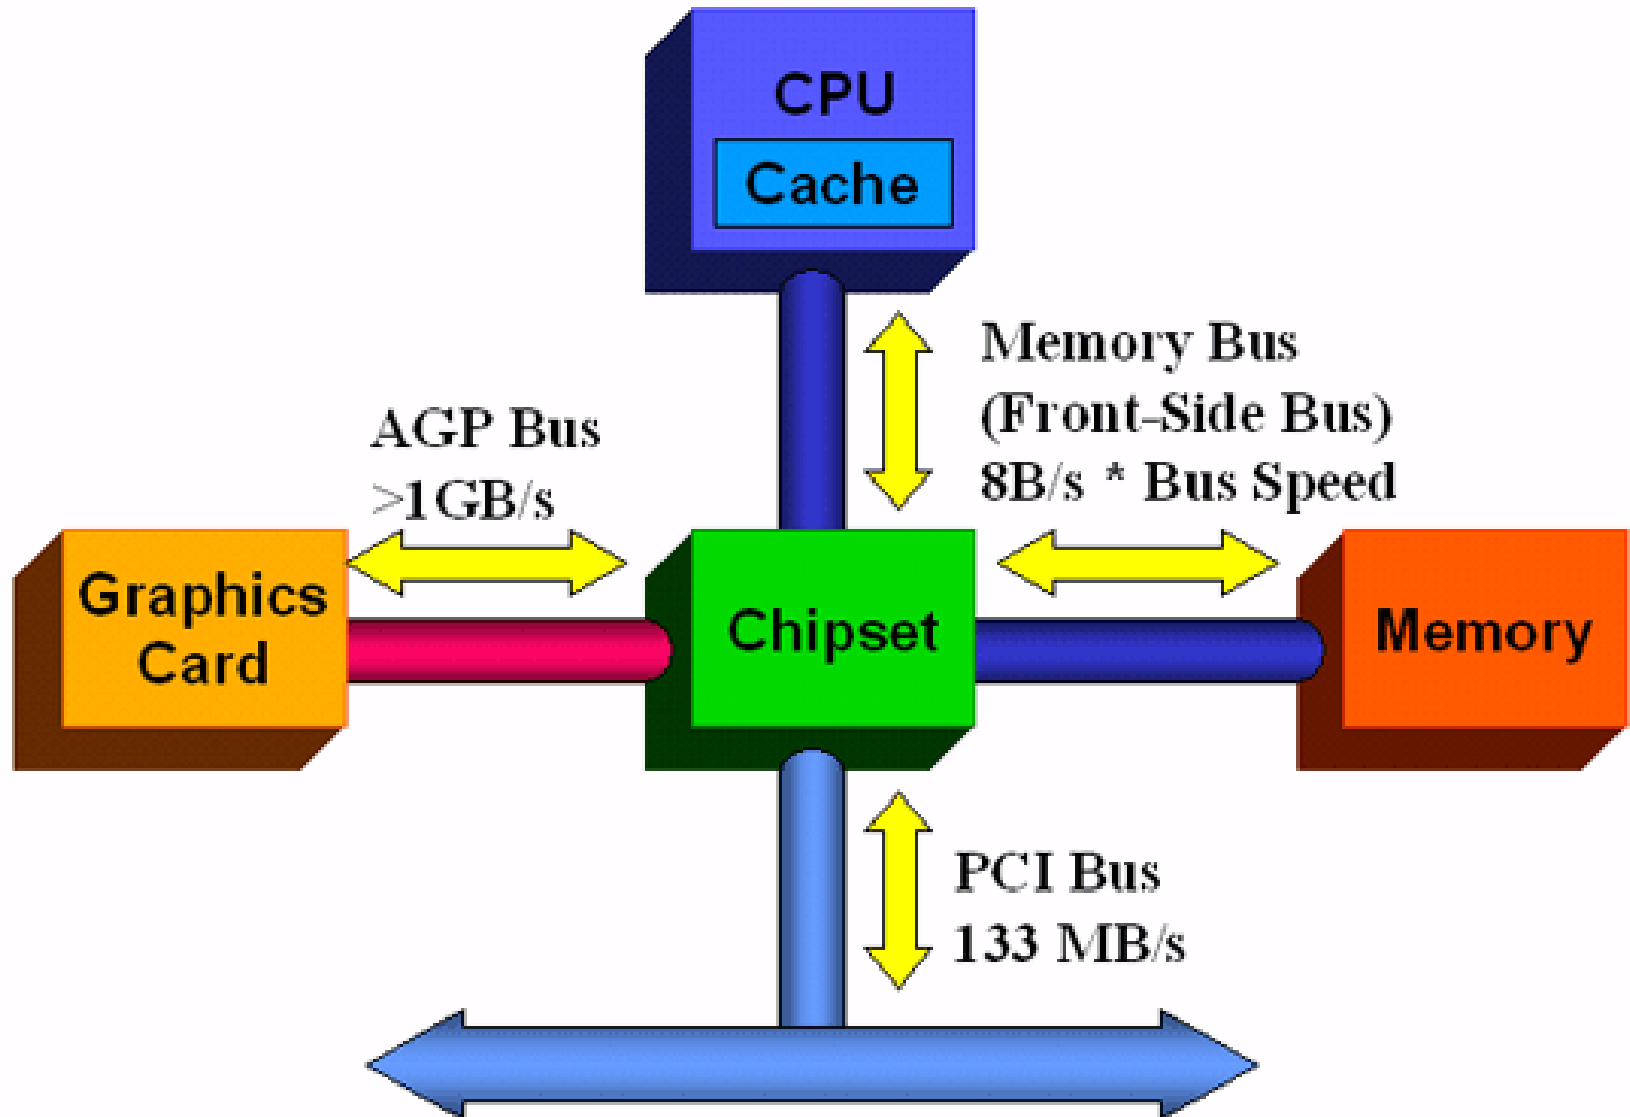 CPU
Cache
Memory Bus
(Front-Side Bus)
8B/s * Bus Speed
AGP Bus
>1GB/s
Graphics
Card
Chipset
Memory
PCI Bus
133 MB/s